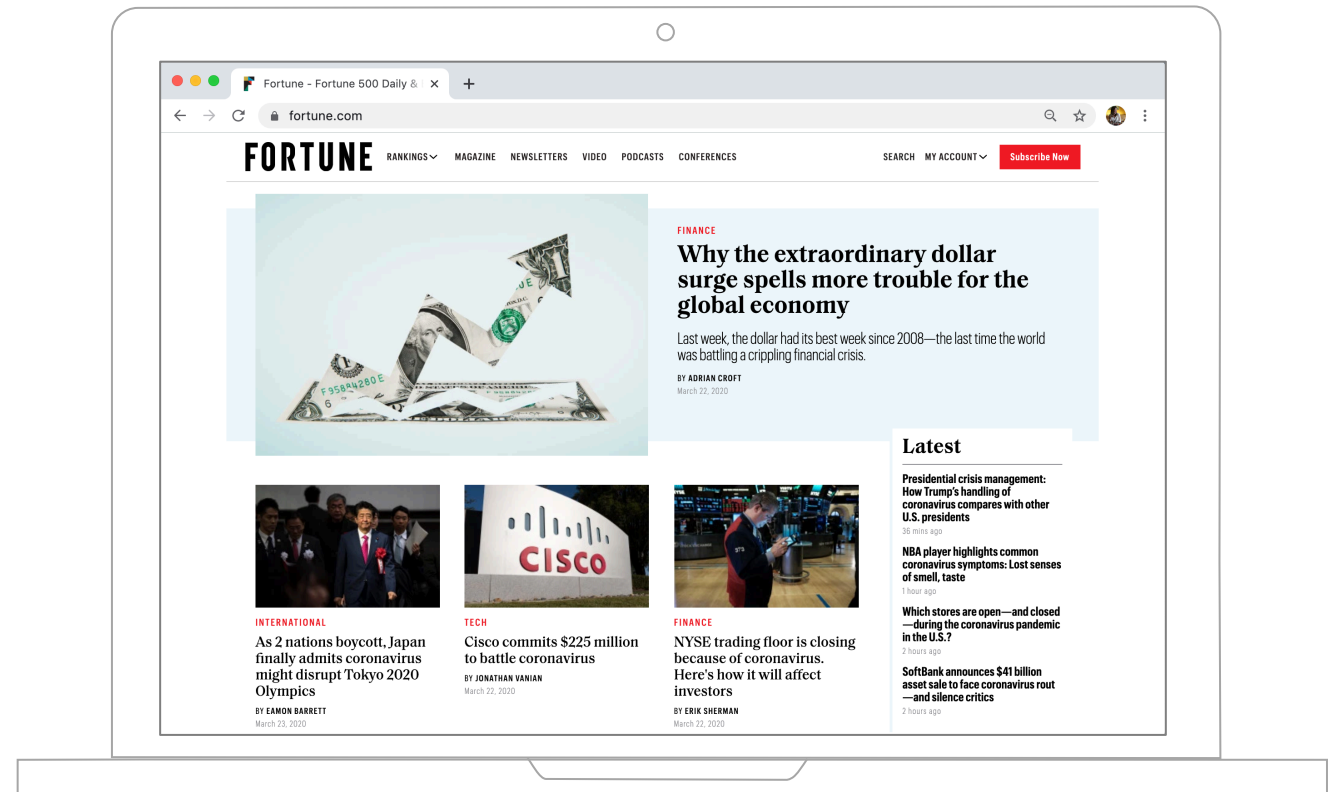 Fortune - Fortune 500 Daily &
fortune.com
FORTUNE RANKINGS MAGAZINE NEWSLETTERS VIDEO PODCASTS CONFERENCES SEARCH MY ACCOUNT Subscribe Now
FINANCE
Why the extraordinary dollar
surge spells more trouble for the
global economy
Last week, the dollar had its best week since 2008—the last time the world
was battling a crippling financial crisis.
BY ADRIAN CROFT
March 22, 2020
F95884280E
CISCO
INTERNATIONAL
As 2 nations boycott, Japan
finally admits coronavirus
might disrupt Tokyo 2020
Olympics
BY EAMON BARRETT
March 23, 2020
TECH
Cisco commits $225 million
to battle coronavirus
BY JONATHAN VANIAN
March 22, 2020
FINANCE
NYSE trading floor is closing
because of coronavirus.
Here's how it will affect
investors
BY ERIK SHERMAN
March 22, 2020
Latest
Presidential crisis management:
How Trump's handling of
coronavirus compares with other
U.S. presidents
36 mins ago
NBA player highlights common
coronavirus symptoms: Lost senses
of smell, taste
1 hour ago
Which stores are open—and closed
—during the coronavirus pandemic
in the U.S.?
2 hours ago
SoftBank announces $41 billion
asset sale to face coronavirus rout
—and silence critics
2 hours ago